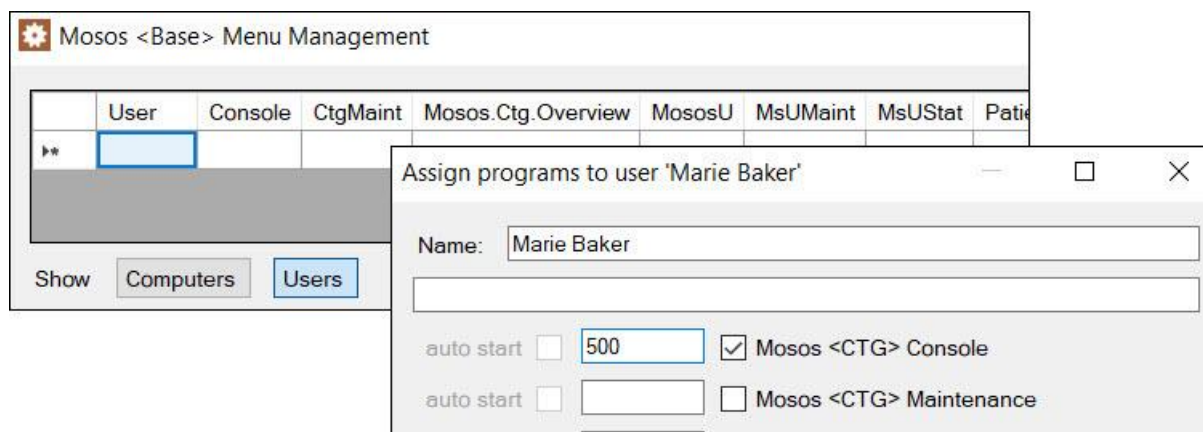 Mosos <Base> Menu Management
User Console CtgMaint Mosos.Ctg.Overview MososU MsUMaint MsUStat Patie
Assign programs to user 'Marie Baker'
Name: Marie Baker
Show Computers Users
auto start 500 Mosos <CTG> Console
auto start Mosos <CTG> Maintenance